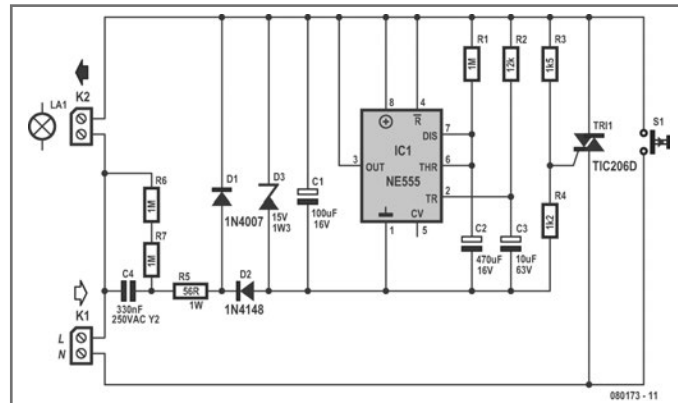 LA1
K2
R6
1M
R7
1M
C4
330nF
250VAC Y2
K1
L
N
R5
56R
1W
D1
1N4007
D2
1N4148
D3
15V
1W3
C1
100uF
16V
8
4
R
DIS
7
IC1
3
OUT
THR
6
NE555
TR
2
CV
1
5
R1
1M
R2
12k
R3
1k5
C2
470uF
16V
C3
10uF
63V
R4
1k2
TRI1
TIC206D
S1
080173 - 11